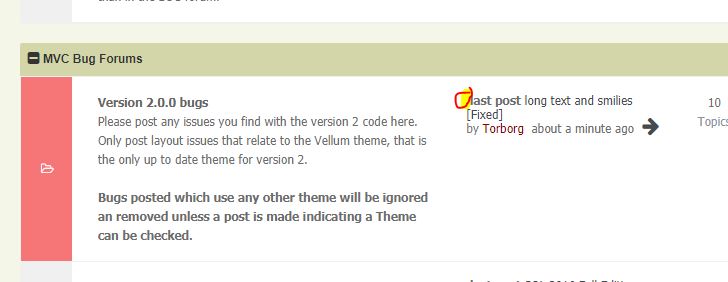 MVC Bug Forums
Version 2.0.0 bugs
Please post any issues you find with the version 2 code here.
Only post layout issues that relate to the Vellum theme, that is
the only up to date theme for version 2.
Bugs posted which use any other theme will be ignored
an removed unless a post is made indicating a Theme
can be checked.
last post long text and smilies
[Fixed]
by Torborg about a minute ago
10
Topics